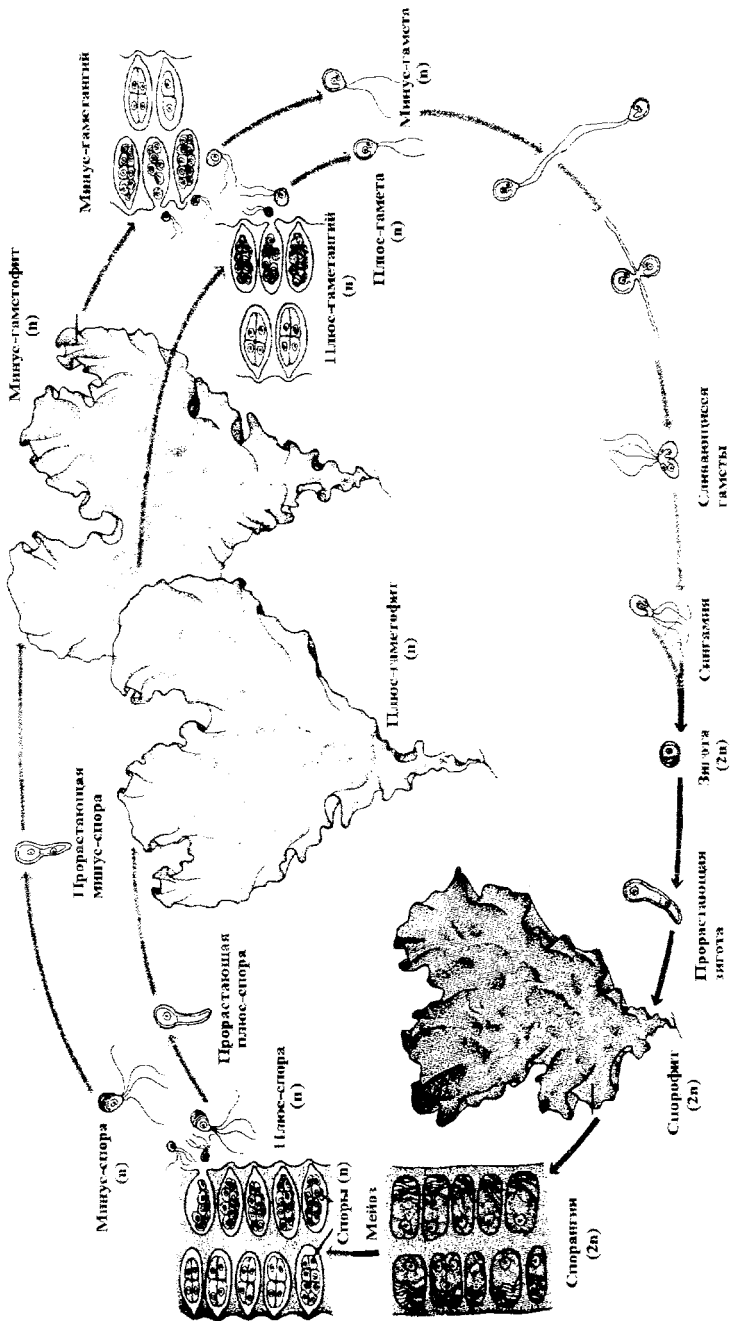 Минус-спора
(n)
Прорастающая
минус-спора
Минус-гаметофит
(n)
Минус-гаметангий
Минус-гамета
(n)
Плюс-гамета
(n)
Плюс-гаметангий
(n)
Плюс-гаметофит
(n)
Прорастающая
плюс-спора
Плюс-спора
(n)
Споры (n)
Мейоз
Спорангии
(2n)
Спорофит
(2n)
Прорастающая
зигота
Зигота
(2n)
Сингамия
Сливающиеся
гаметы